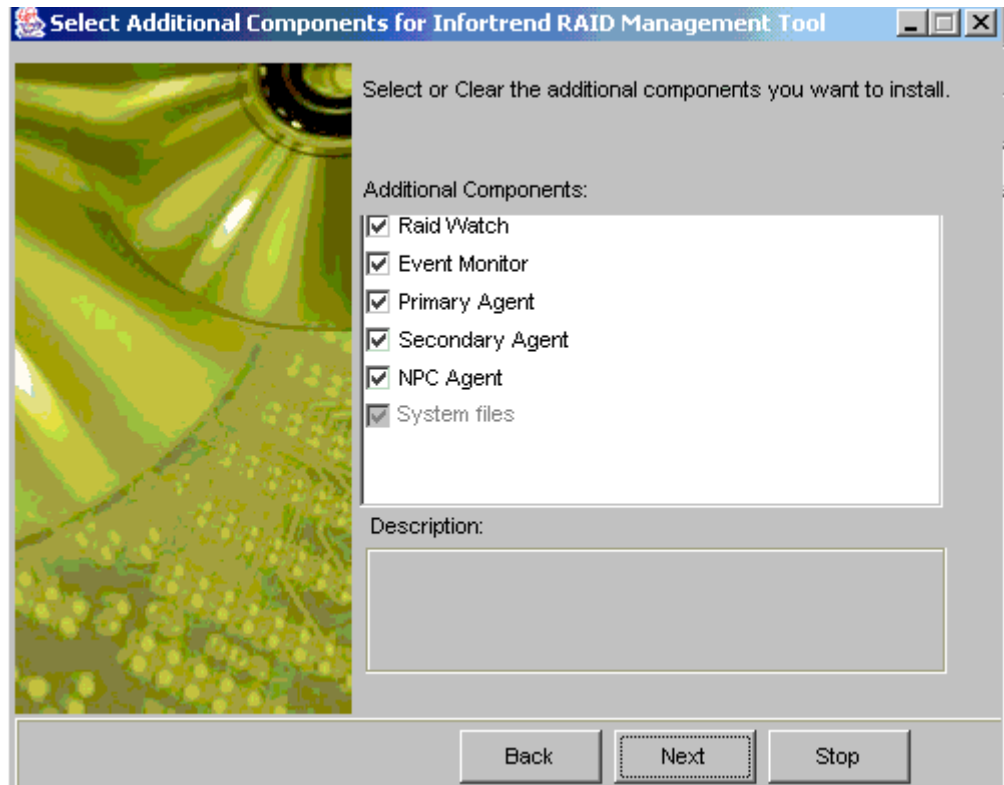 Select Additional Components for Infortrend RAID Management Tool
Select or Clear the additional components you want to install.
Additional Components:
Raid Watch
Event Monitor
Primary Agent
Secondary Agent
NPC Agent
System files
Description:
Back
Next
Stop